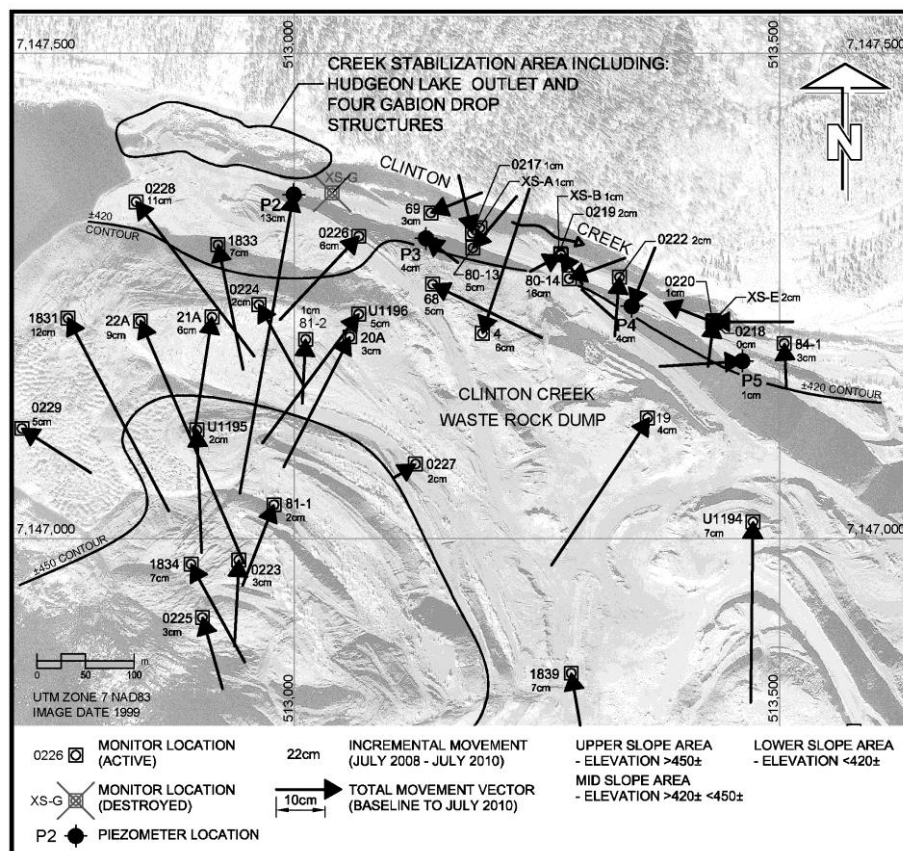 7,147,500
513,000
513,500
7,147,500
CREEK STABILIZATION AREA INCLUDING:
HUDGEON LAKE OUTLET AND
FOUR GABION DROP
STRUCTURES
N
CLINTON
CREEK
XS-G
P2
13cm
0228
11cm
±420
CONTOUR
1833
7cm
0226
6cm
69
3cm
0217 1cm
XS-A 1cm
XS-B 1cm
0219 2cm
0222 2cm
P3
4cm
80-13
5cm
80-14
16cm
0220
1cm
XS-E 2cm
0218
0cm
84-1
3cm
P4
4cm
P5
1cm
±420 CONTOUR
1831
12cm
22A
9cm
21A
6cm
0224
2cm
1cm
81-2
U1196
5cm
20A
3cm
68
5cm
4
6cm
CLINTON CREEK
WASTE ROCK DUMP
19
4cm
0229
5cm
U1195
2cm
0227
2cm
81-1
2cm
U1194
7cm
7,147,000
7,147,000
±450 CONTOUR
1834
7cm
0223
3cm
0225
3cm
1839
7cm
0 50 100 m
UTM ZONE 7 NAD83
IMAGE DATE 1999
513,000
513,500
0226 MONITOR LOCATION
(ACTIVE)
XS-G MONITOR LOCATION
(DESTROYED)
P2 PIEZOMETER LOCATION
22cm INCREMENTAL MOVEMENT
(JULY 2008 - JULY 2010)
10cm TOTAL MOVEMENT VECTOR
(BASELINE TO JULY 2010)
UPPER SLOPE AREA
- ELEVATION >450±
MID SLOPE AREA
- ELEVATION >420± <450±
LOWER SLOPE AREA
- ELEVATION <420±